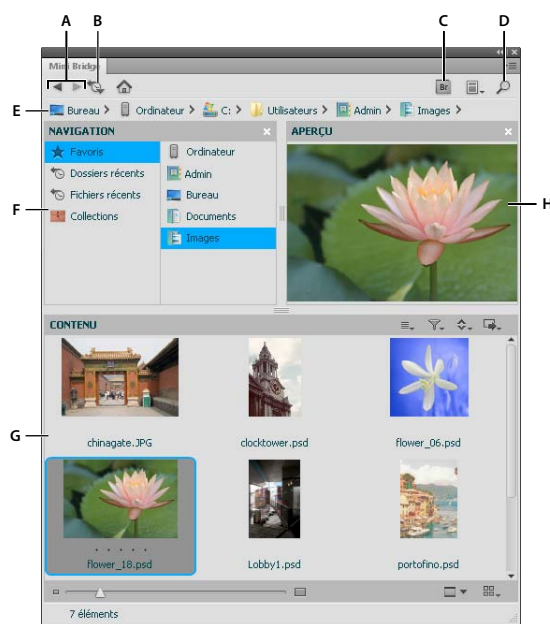 A B C D
Mini Bridge
Br
E
Bureau > Ordinateur > C: > Utilisateurs > Admin > Images >
NAVIGATION
APERÇU
Favoris
Dossiers récents
Fichiers récents
Collections
Ordinateur
Admin
Bureau
Documents
Images
F
H
CONTENU
G
chinagate.JPG
clocktower.psd
flower_06.psd
flower_18.psd
Lobby1.psd
portofino.psd
7 éléments